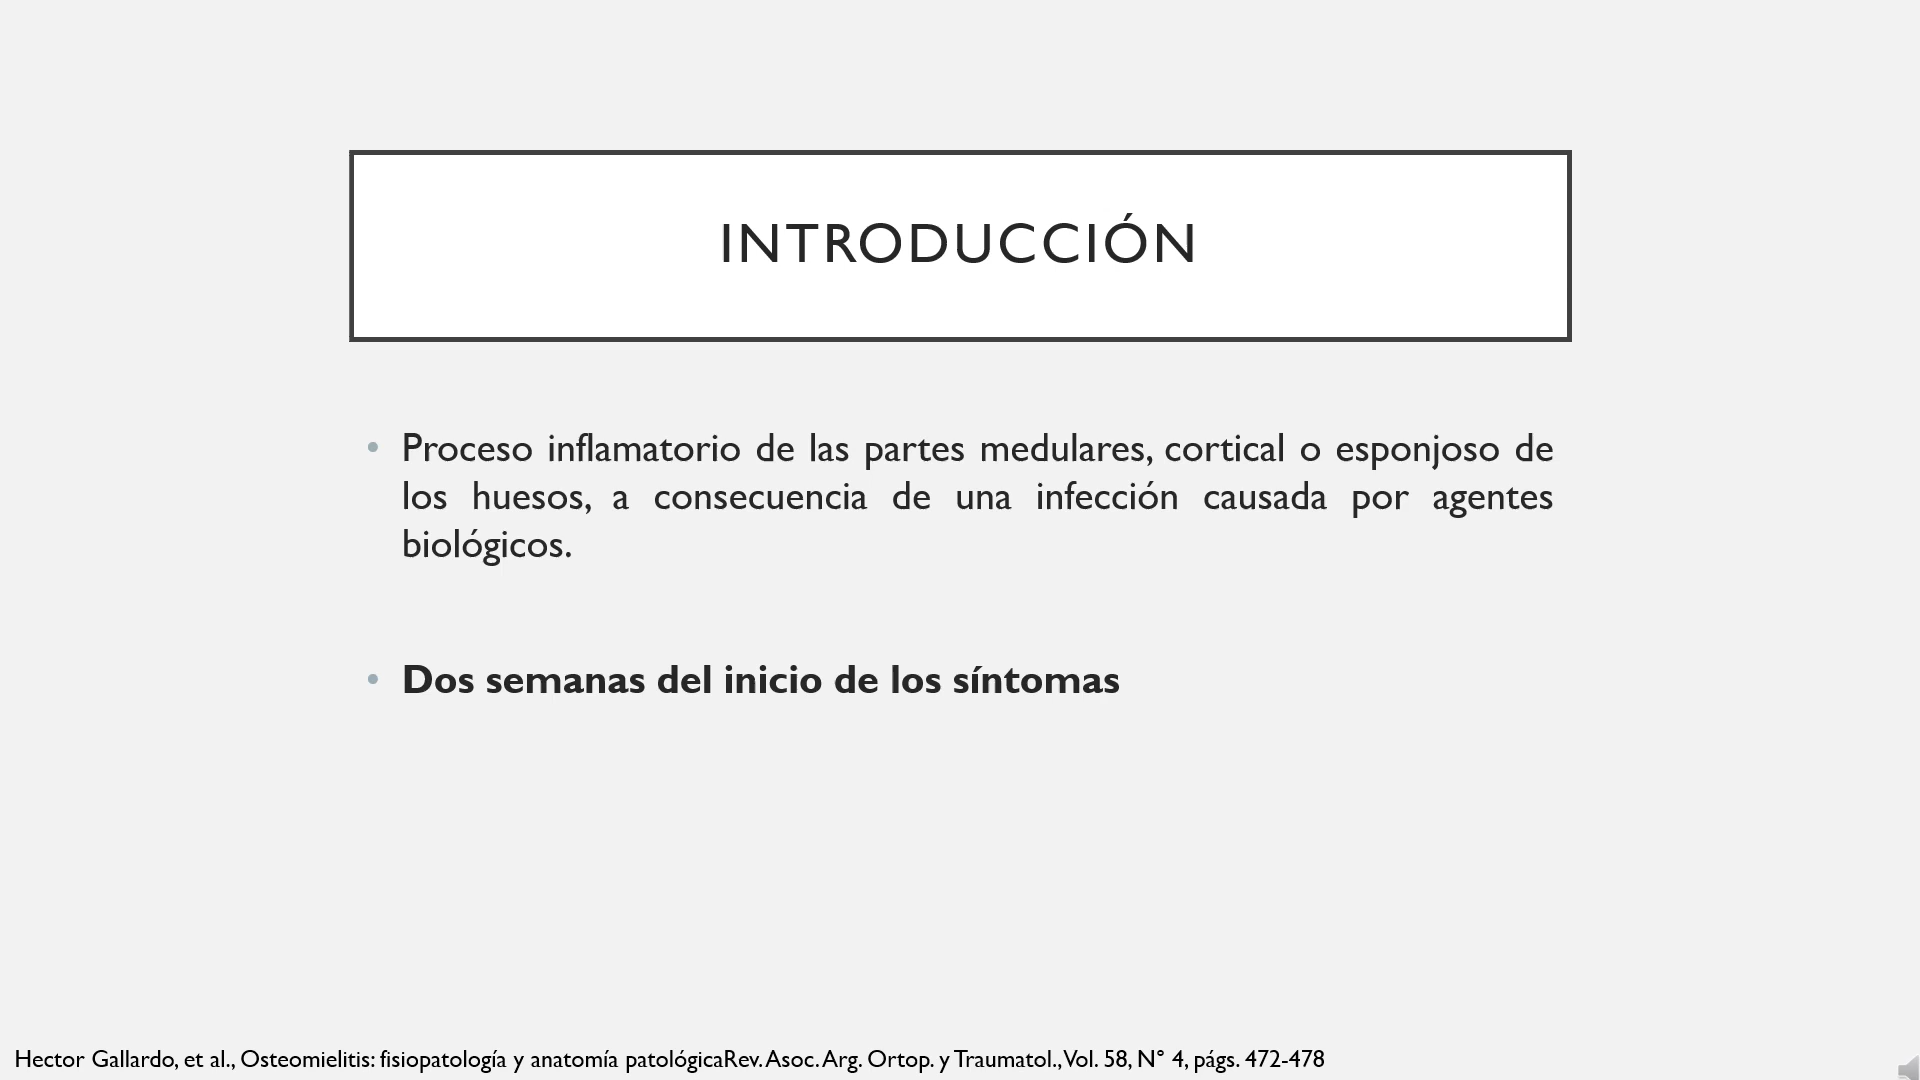 INTRODUCCIÓN
• Proceso inflamatorio de las partes medulares, cortical o esponjoso de
los huesos, a consecuencia de una infección causada por agentes
biológicos.
• Dos semanas del inicio de los síntomas
Hector Gallardo, et al., Osteomielitis: fisiopatología y anatomía patológicaRev. Asoc. Arg. Ortop. y Traumatol., Vol. 58, N° 4, págs. 472-478